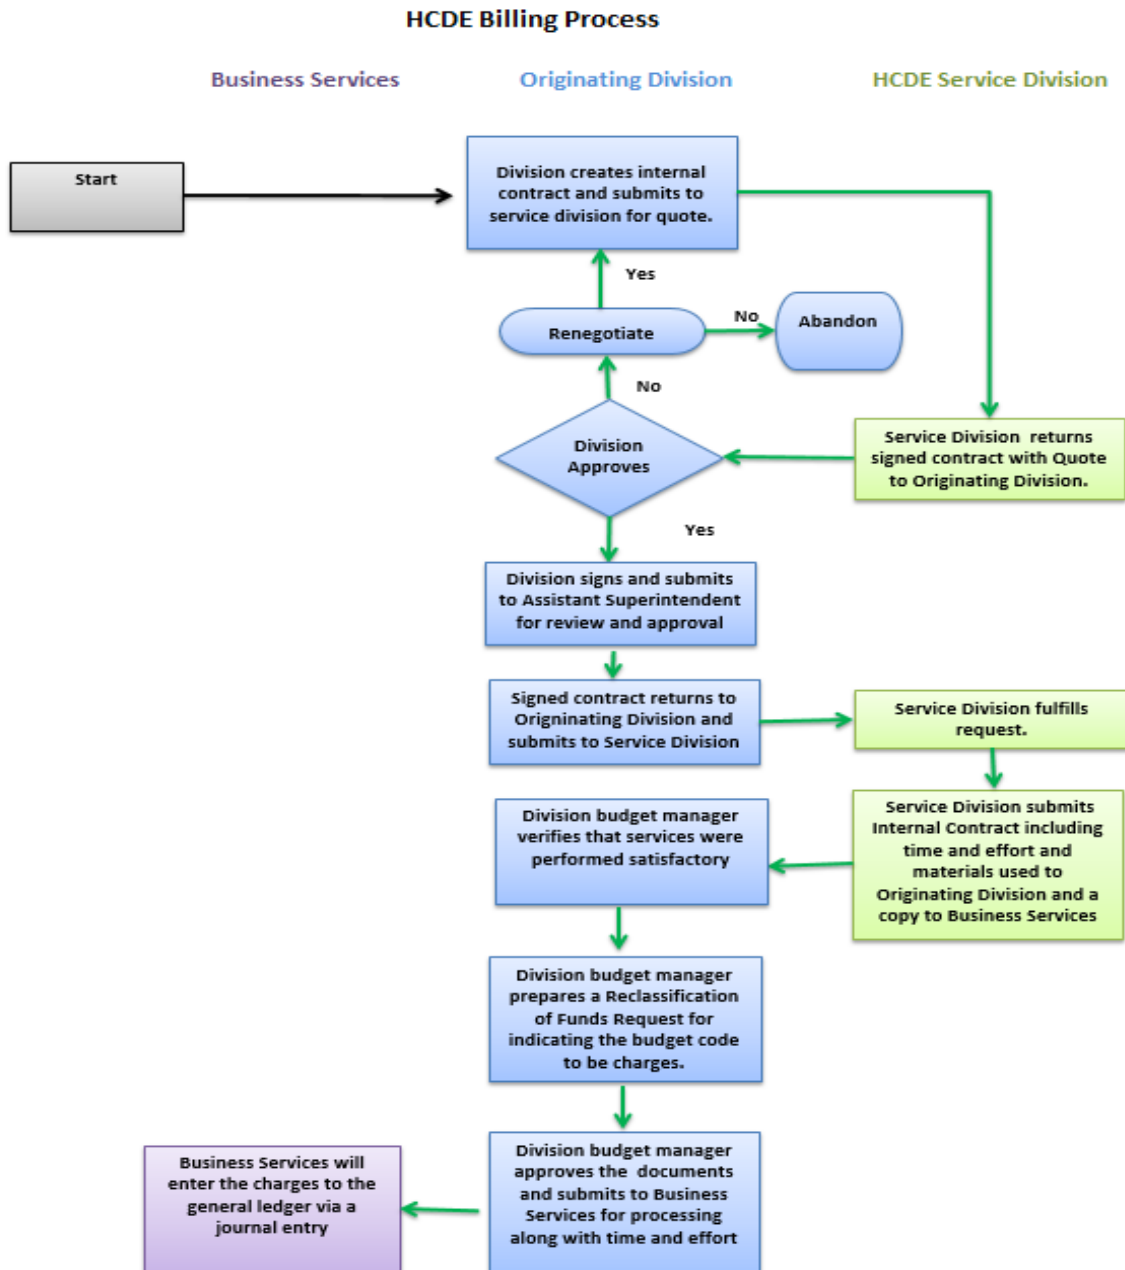 HCDE Billing Process
Business Services
Originating Division
HCDE Service Division
Start
Division creates internal
contract and submits to
service division for quote.
Yes
Renegotiate
No
Abandon
No
Division
Approves
Service Division returns
signed contract with Quote
to Originating Division.
Yes
Division signs and submits
to Assistant Superintendent
for review and approval
Signed contract returns to
Origninating Division and
submits to Service Division
Service Division fulfills
request.
Division budget manager
verifies that services were
performed satisfactory
Service Division submits
Internal Contract including
time and effort and
materials used to
Originating Division and a
copy to Business Services
Division budget manager
prepares a Reclassification
of Funds Request for
indicating the budget code
to be charges.
Division budget manager
approves the documents
and submits to Business
Services for processing
along with time and effort
Business Services will
enter the charges to the
general ledger via a
journal entry